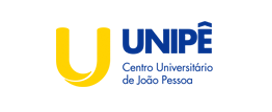 UNIPÊ
Centro Universitário
de João Pessoa